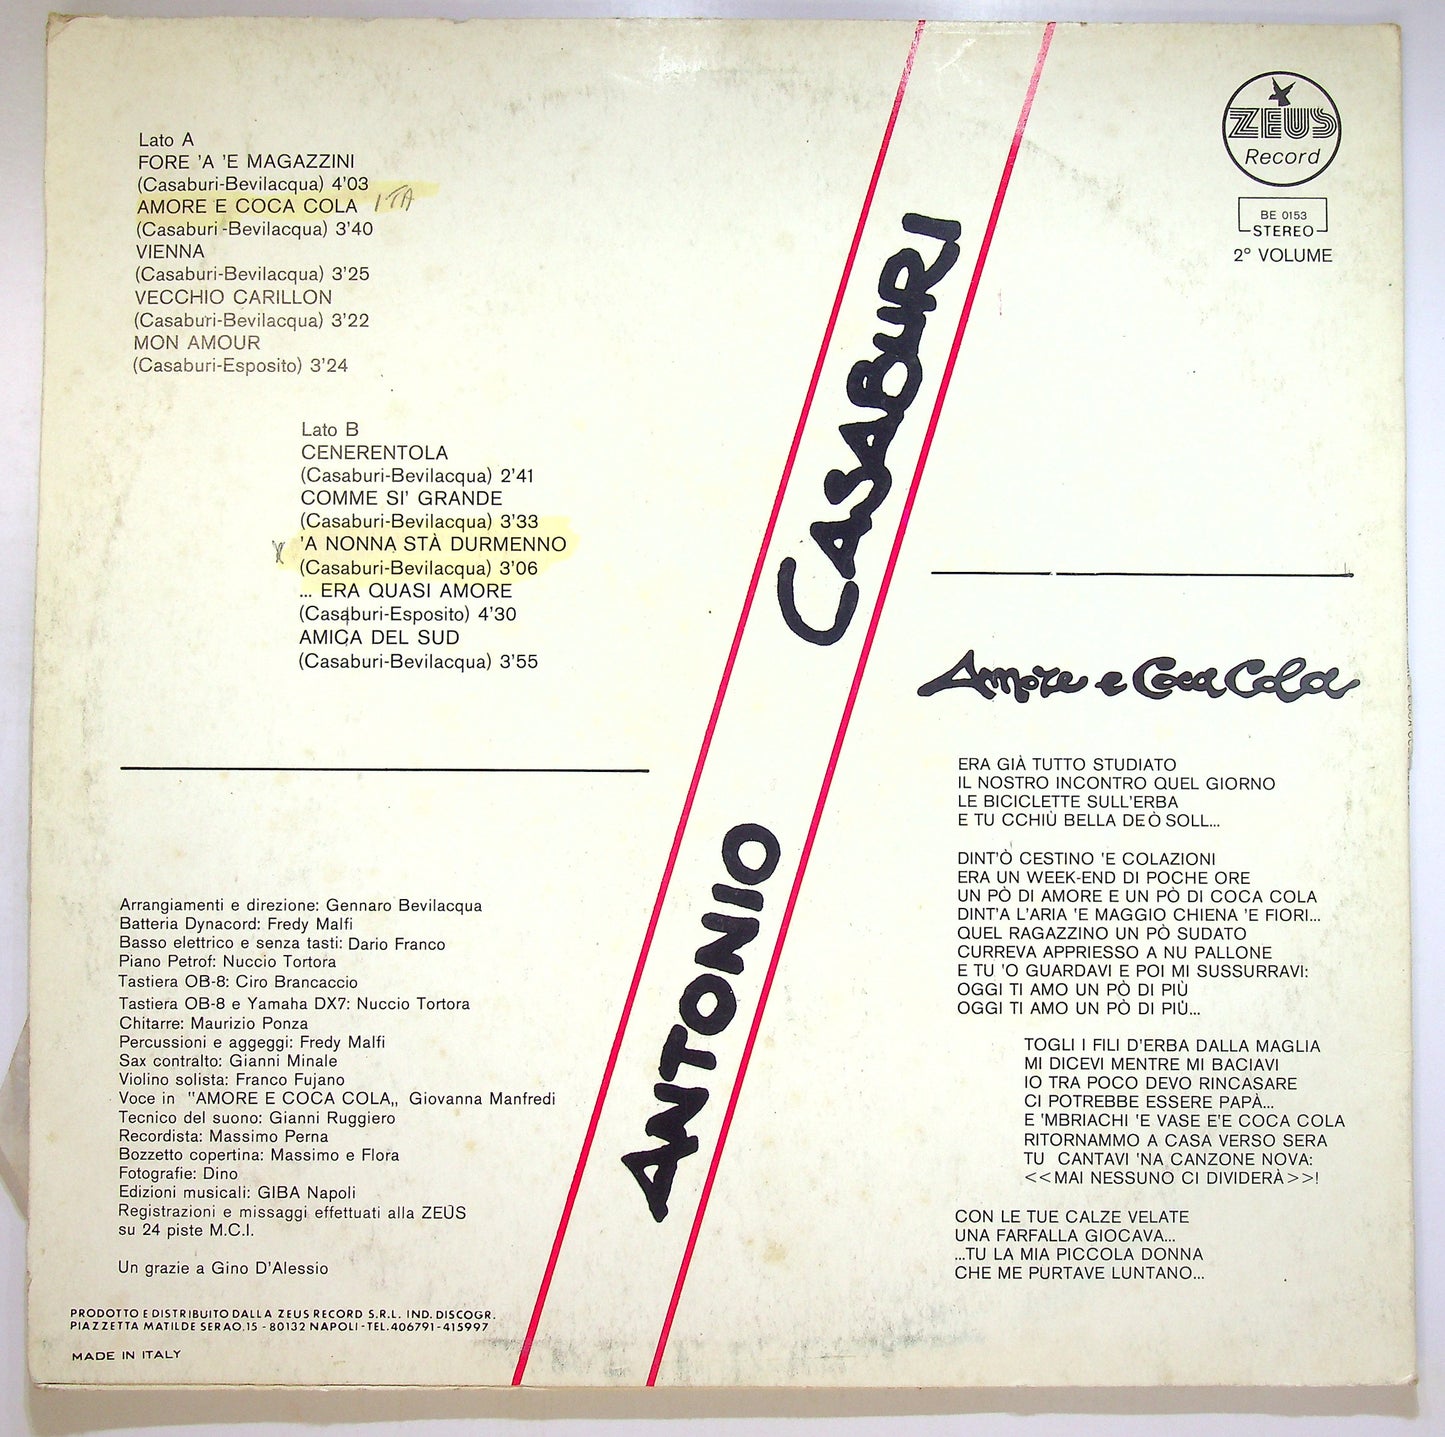 Lato A
FORE 'A 'E MAGAZZINI
(Casaburi-Bevilacqua) 4'03
AMORE E COCA COLA ITA
(Casaburi-Bevilacqua) 3'40
VIENNA
(Casaburi-Bevilacqua) 3'25
VECCHIO CARILLON
(Casaburi-Bevilacqua) 3'22
MON AMOUR
(Casaburi-Esposito) 3'24
Lato B
CENERENTOLA
(Casaburi-Bevilacqua) 2'41
COMME SI' GRANDE
(Casaburi-Bevilacqua) 3'33
'A NONNA STÀ DURMENNO
(Casaburi-Bevilacqua) 3'06
... ERA QUASI AMORE
(Casaburi-Esposito) 4'30
AMICA DEL SUD
(Casaburi-Bevilacqua) 3'55
Arrangiamenti e direzione: Gennaro Bevilacqua
Batteria Dynacord: Fredy Malfi
Basso elettrico e senza tasti: Dario Franco
Piano Petrof: Nuccio Tortora
Tastiera OB-8: Ciro Brancaccio
Tastiera OB-8 e Yamaha DX7: Nuccio Tortora
Chitarre: Maurizio Ponza
Percussioni e aggeggi: Fredy Malfi
Sax contralto: Gianni Minale
Violino solista: Franco Fujano
Voce in "AMORE E COCA COLA„ Giovanna Manfredi
Tecnico del suono: Gianni Ruggiero
Recordista: Massimo Perna
Bozzetto copertina: Massimo e Flora
Fotografie: Dino
Edizioni musicali: GIBA Napoli
Registrazioni e missaggi effettuati alla ZEUS
su 24 piste M.C.I.
Un grazie a Gino D'Alessio
PRODOTTO E DISTRIBUITO DALLA ZEUS RECORD S.R.L. IND. DISCOGR.
PIAZZETTA MATILDE SERAO, 15 - 80132 NAPOLI - TEL. 406791 - 415997
MADE IN ITALY
ANTONIO CASABURI
ZEUS
Record
BE 0153
STEREO
2° VOLUME
Amore e Coca Cola
ERA GIÀ TUTTO STUDIATO
IL NOSTRO INCONTRO QUEL GIORNO
LE BICICLETTE SULL'ERBA
E TU CCHIÙ BELLA DE Ò SOLL...
DINT'Ò CESTINO 'E COLAZIONI
ERA UN WEEK-END DI POCHE ORE
UN PÒ DI AMORE E UN PÒ DI COCA COLA
DINT'A L'ARIA 'E MAGGIO CHIENA 'E FIORI...
QUEL RAGAZZINO UN PÒ SUDATO
CURREVA APPRIESSO A NU PALLONE
E TU 'O GUARDAVI E POI MI SUSSURRAVI:
OGGI TI AMO UN PÒ DI PIÙ
OGGI TI AMO UN PÒ DI PIÙ...
TOGLI I FILI D'ERBA DALLA MAGLIA
MI DICEVI MENTRE MI BACIAVI
IO TRA POCO DEVO RINCASARE
CI POTREBBE ESSERE PAPÀ...
E 'MBRIACHI 'E VASE E'E COCA COLA
RITORNAMMO A CASA VERSO SERA
TU CANTAVI 'NA CANZONE NOVA:
<<MAI NESSUNO CI DIVIDERÀ>>!
CON LE TUE CALZE VELATE
UNA FARFALLA GIOCAVA...
...TU LA MIA PICCOLA DONNA
CHE ME PURTAVE LUNTANO...